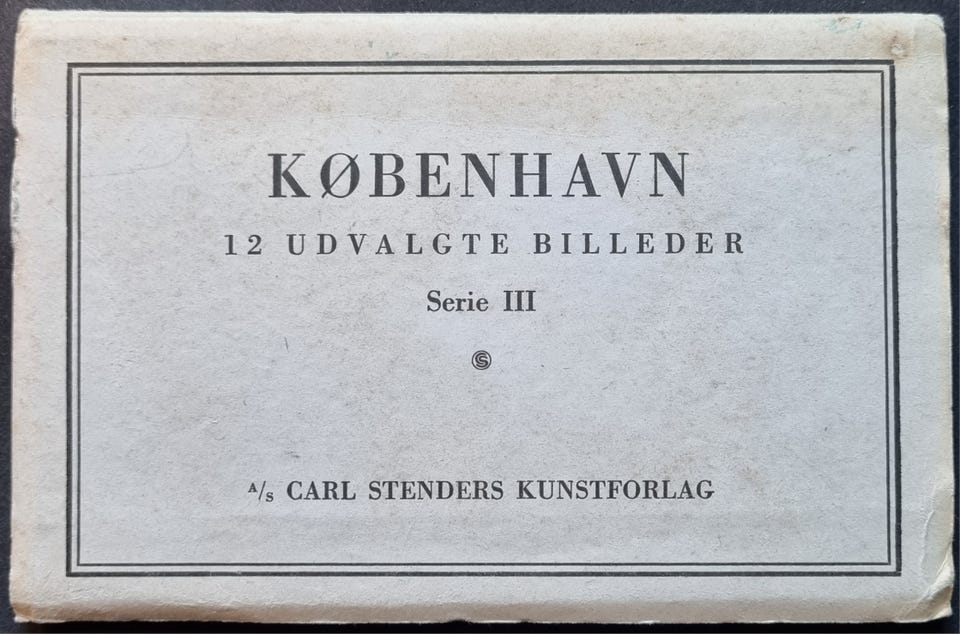 KØBENHAVN
12 UDVALGTE BILLEDER
Serie III
A/s CARL STENDERS KUNSTFORLAG